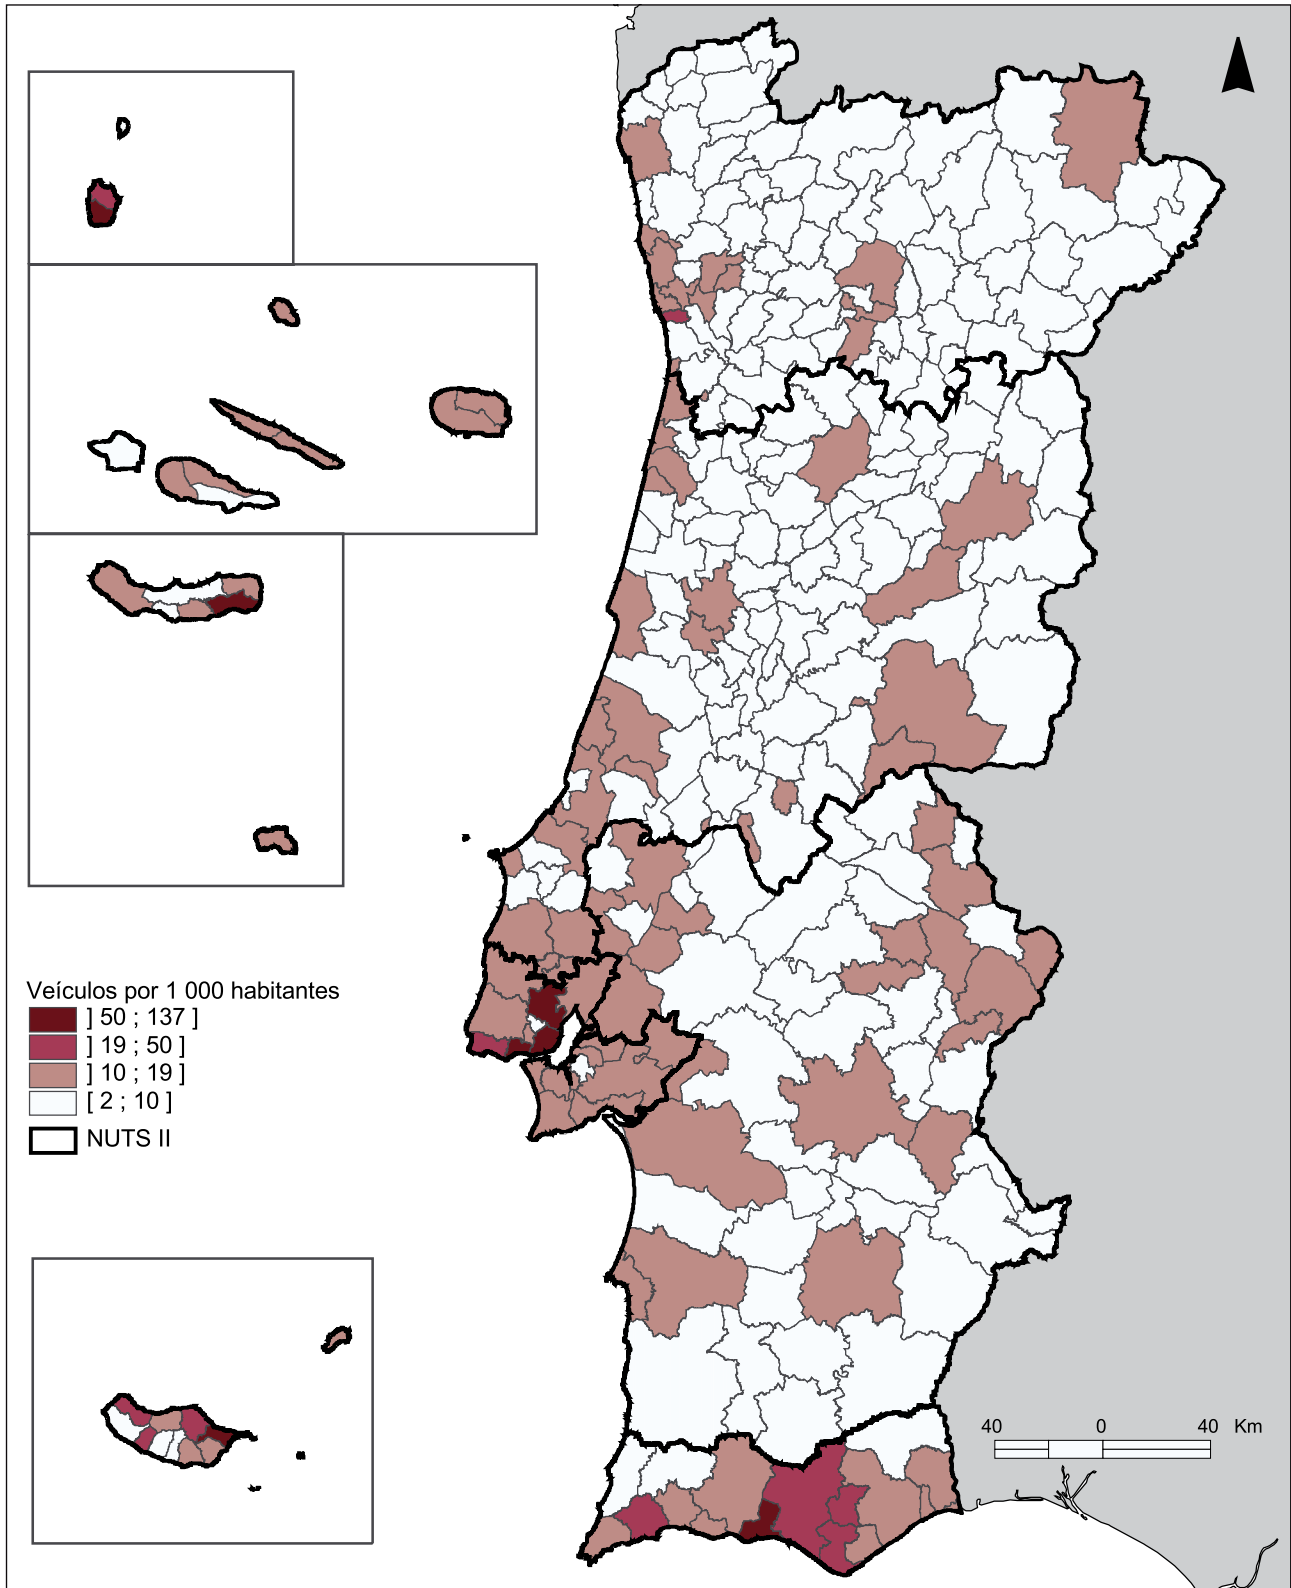 Veículos por 1 000 habitantes
] 50 ; 137 ]
] 19 ; 50 ]
] 10 ; 19 ]
[ 2 ; 10 ]
NUTS II
40 0 40 Km